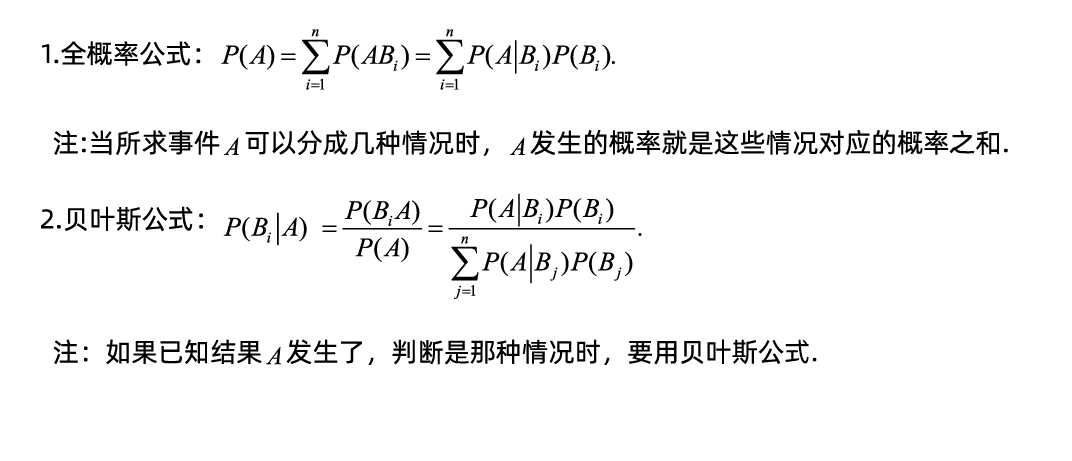 1.全概率公式：P(A)=∑_{i=1}^{n}P(AB_i)=∑_{i=1}^{n}P(A|B_i)P(B_i).
注:当所求事件A可以分成几种情况时，A发生的概率就是这些情况对应的概率之和.
2.贝叶斯公式：P(B_i|A) =\frac{P(B_iA)}{P(A)}=\frac{P(A|B_i)P(B_i)}{∑_{j=1}^{n}P(A|B_j)P(B_j)}.
注：如果已知结果A发生了，判断是那种情况时，要用贝叶斯公式.